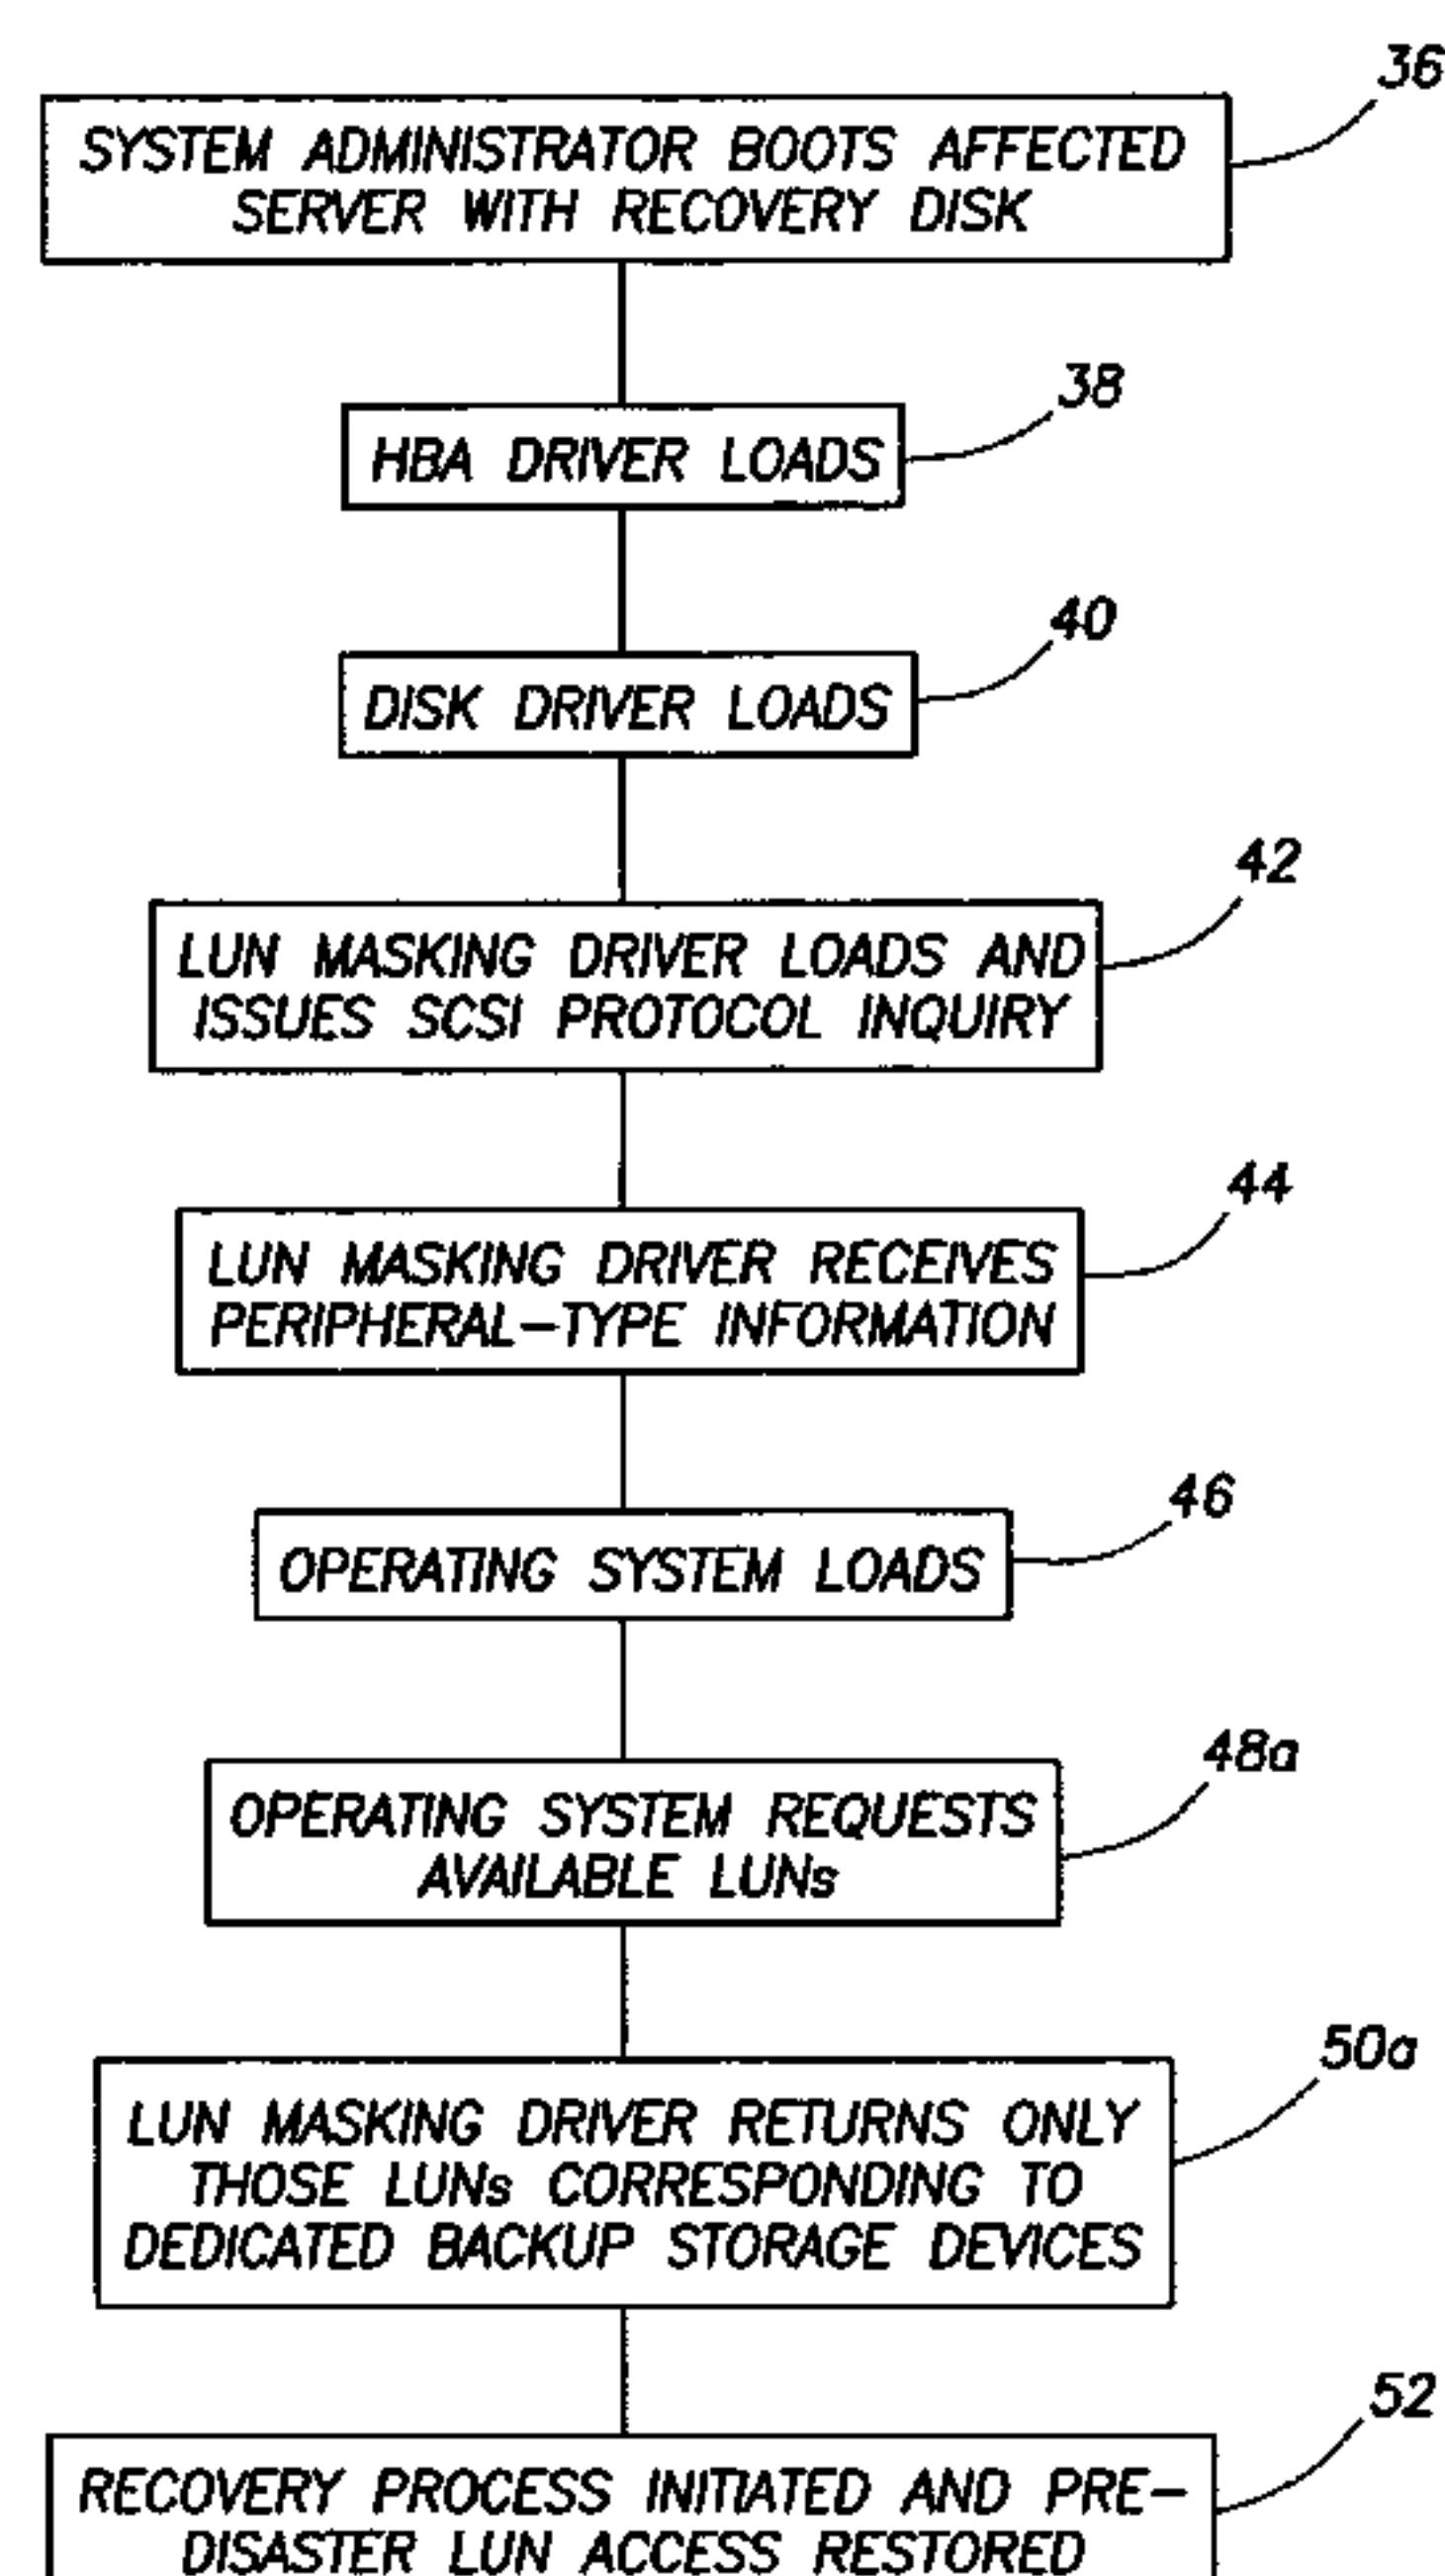 36
SYSTEM ADMINISTRATOR BOOTS AFFECTED
SERVER WITH RECOVERY DISK
38
HBA DRIVER LOADS
40
DISK DRIVER LOADS
42
LUN MASKING DRIVER LOADS AND
ISSUES SCSI PROTOCOL INQUIRY
44
LUN MASKING DRIVER RECEIVES
PERIPHERAL-TYPE INFORMATION
46
OPERATING SYSTEM LOADS
48a
OPERATING SYSTEM REQUESTS
AVAILABLE LUNs
50a
LUN MASKING DRIVER RETURNS ONLY
THOSE LUNs CORRESPONDING TO
DEDICATED BACKUP STORAGE DEVICES
52
RECOVERY PROCESS INITIATED AND PRE-
DISASTER LUN ACCESS RESTORED